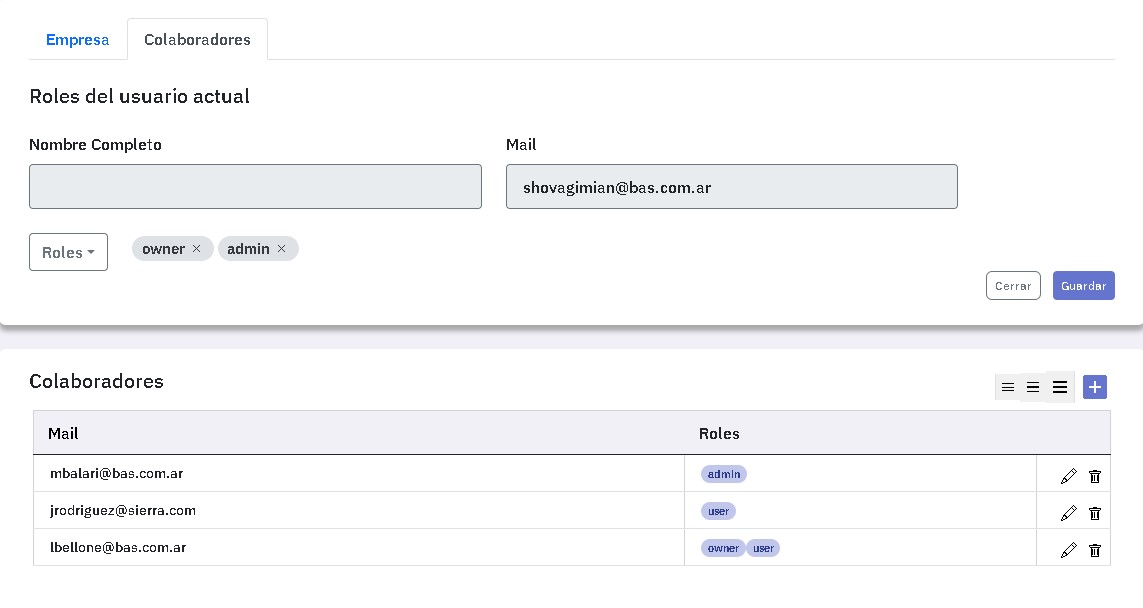 Empresa Colaboradores
Roles del usuario actual
Nombre Completo Mail
shovagimian@bas.com.ar
Roles owner × admin ×
Cerrar Guardar
Colaboradores
Mail Roles
mbalari@bas.com.ar admin
jrodriguez@sierra.com user
lbellone@bas.com.ar owner user